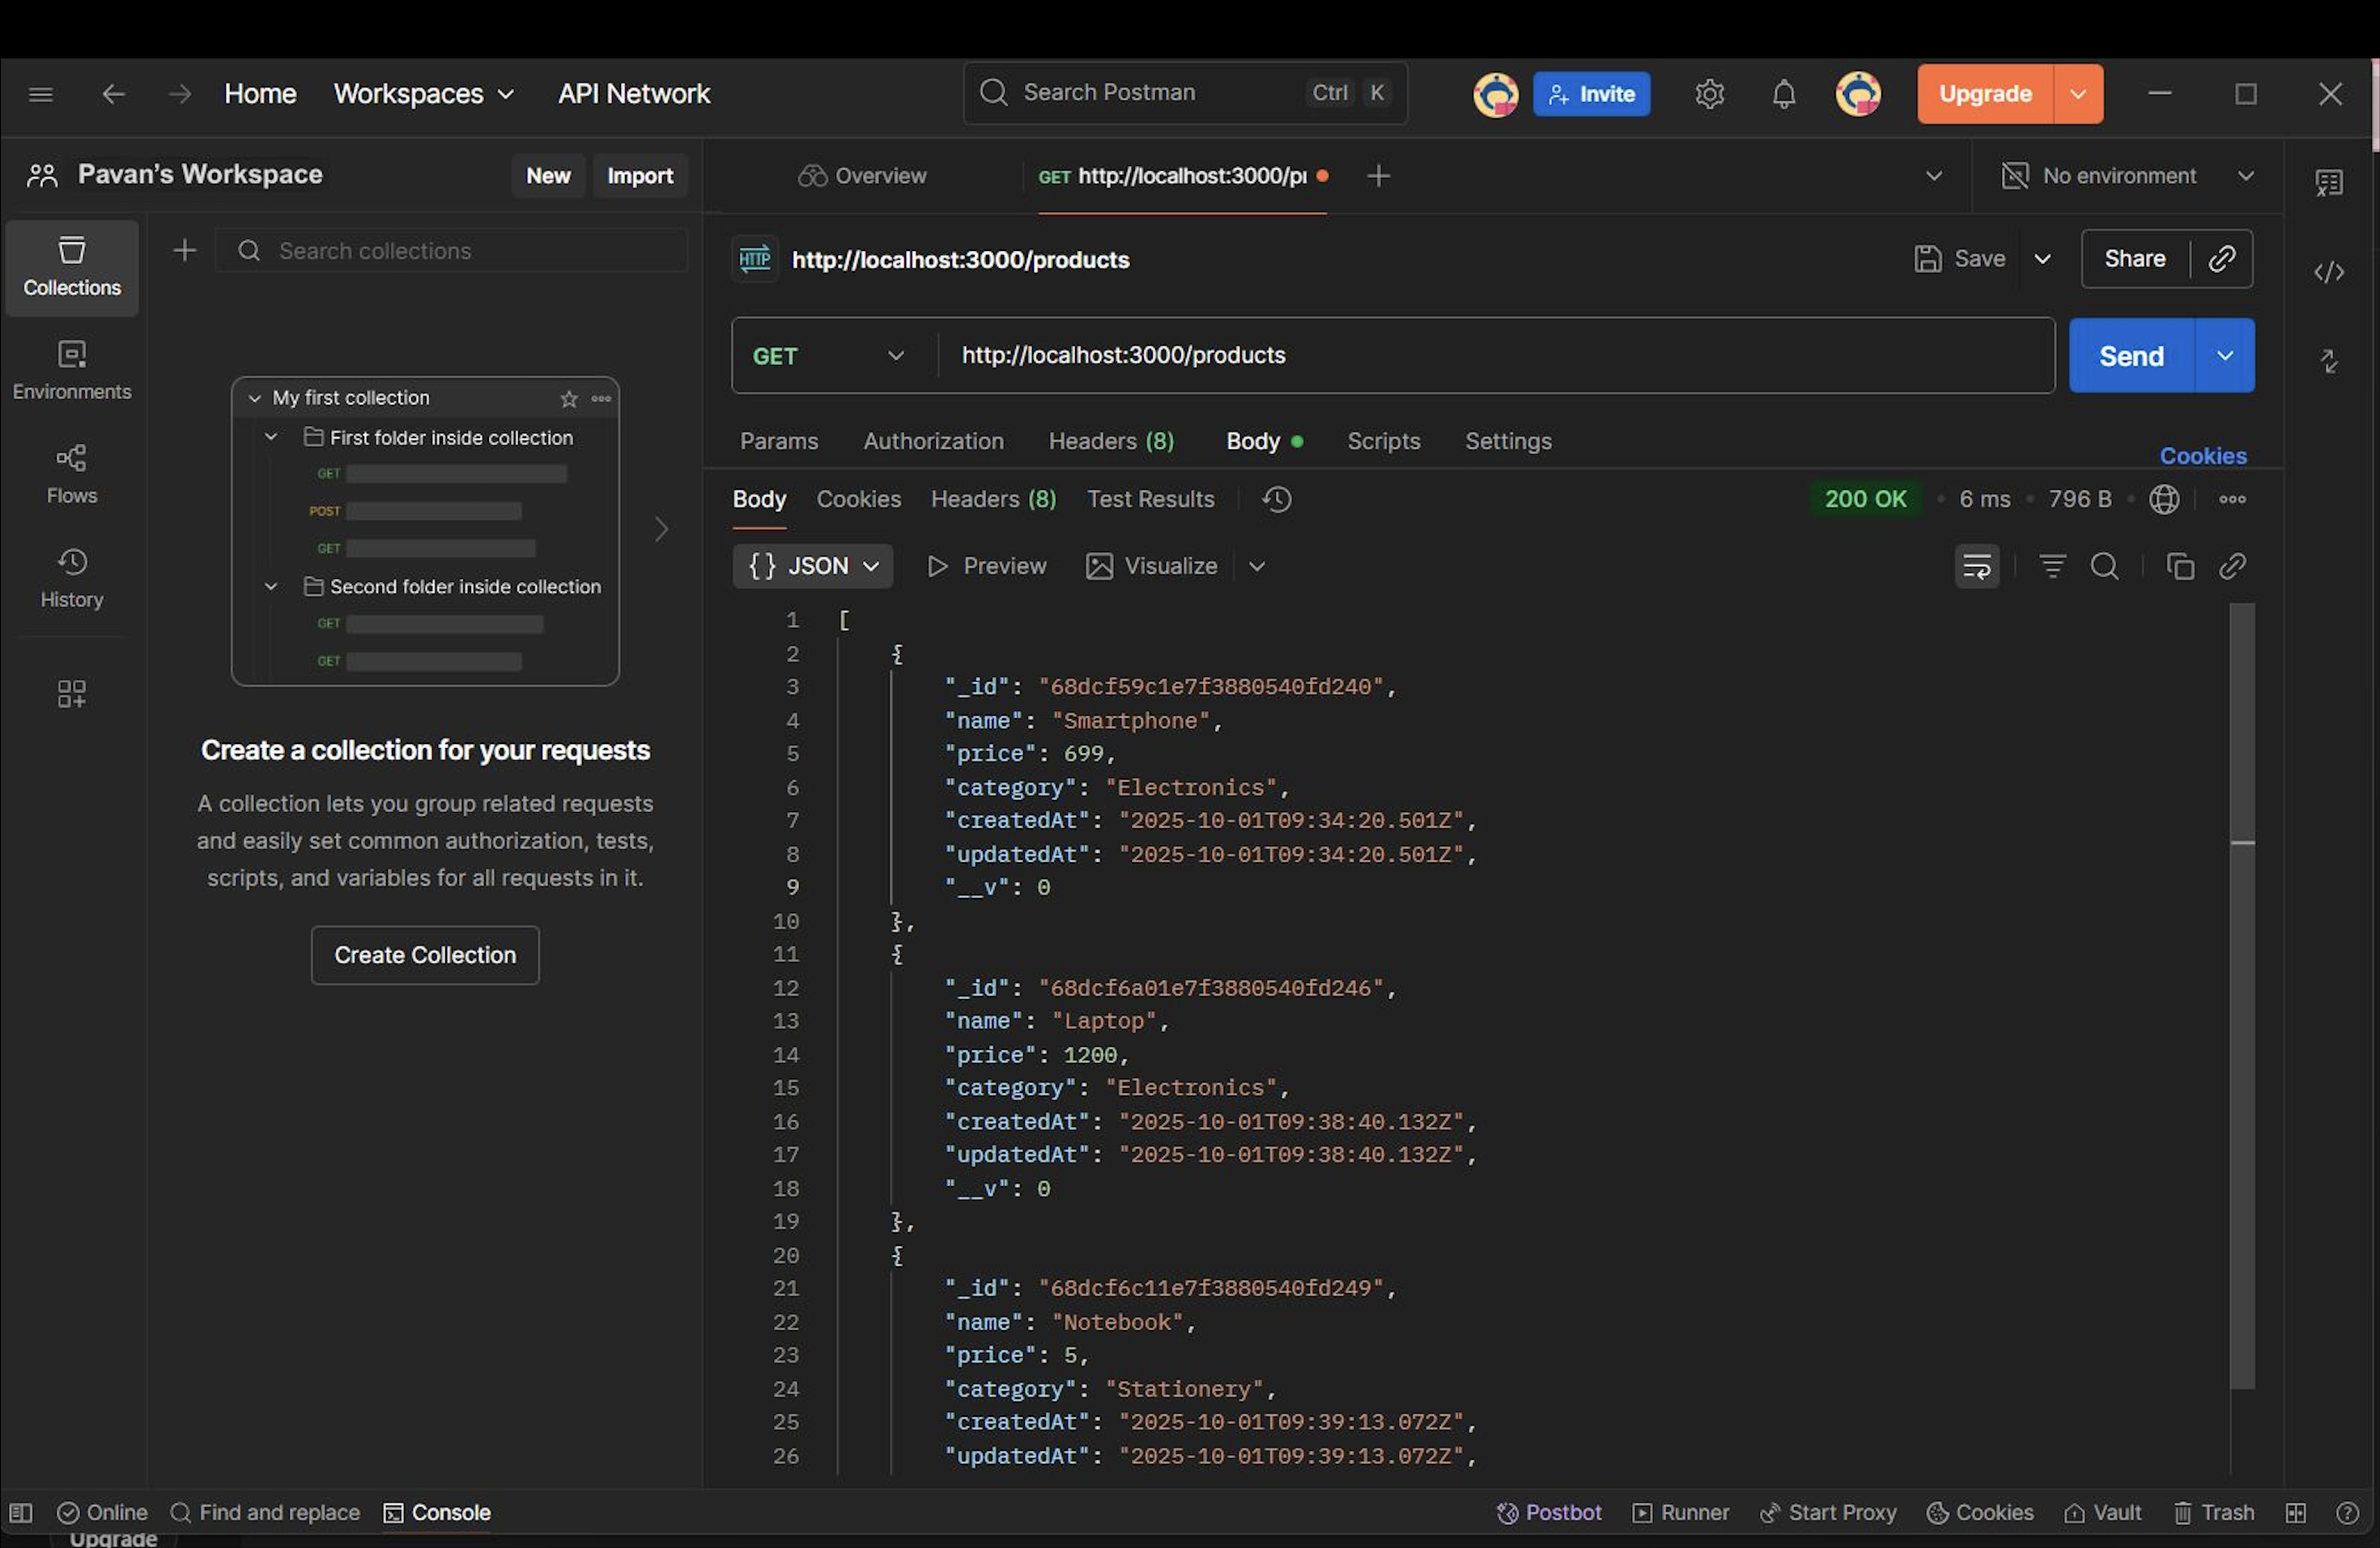 Home Workspaces API Network Search Postman Ctrl K Invite Upgrade
Pavan's Workspace New Import Overview GET http://localhost:3000/pr No environment
Collections
Search collections
http://localhost:3000/products Save Share
Environments
GET http://localhost:3000/products Send
My first collection
First folder inside collection
GET
POST
GET
Second folder inside collection
GET
GET
Flows
History
Create a collection for your requests
A collection lets you group related requests
and easily set common authorization, tests,
scripts, and variables for all requests in it.
Create Collection
Params Authorization Headers (8) Body Scripts Settings Cookies
Body Cookies Headers (8) Test Results 200 OK 6 ms 796 B
{} JSON Preview Visualize
1 [
2 {
3 "_id": "68dcf59c1e7f3880540fd240",
4 "name": "Smartphone",
5 "price": 699,
6 "category": "Electronics",
7 "createdAt": "2025-10-01T09:34:20.501Z",
8 "updatedAt": "2025-10-01T09:34:20.501Z",
9 "__v": 0
10 },
11 {
12 "_id": "68dcf6a01e7f3880540fd246",
13 "name": "Laptop",
14 "price": 1200,
15 "category": "Electronics",
16 "createdAt": "2025-10-01T09:38:40.132Z",
17 "updatedAt": "2025-10-01T09:38:40.132Z",
18 "__v": 0
19 },
20 {
21 "_id": "68dcf6c11e7f3880540fd249",
22 "name": "Notebook",
23 "price": 5,
24 "category": "Stationery",
25 "createdAt": "2025-10-01T09:39:13.072Z",
26 "updatedAt": "2025-10-01T09:39:13.072Z",
Online Find and replace Console Postbot Runner Start Proxy Cookies Vault Trash
Upgrade